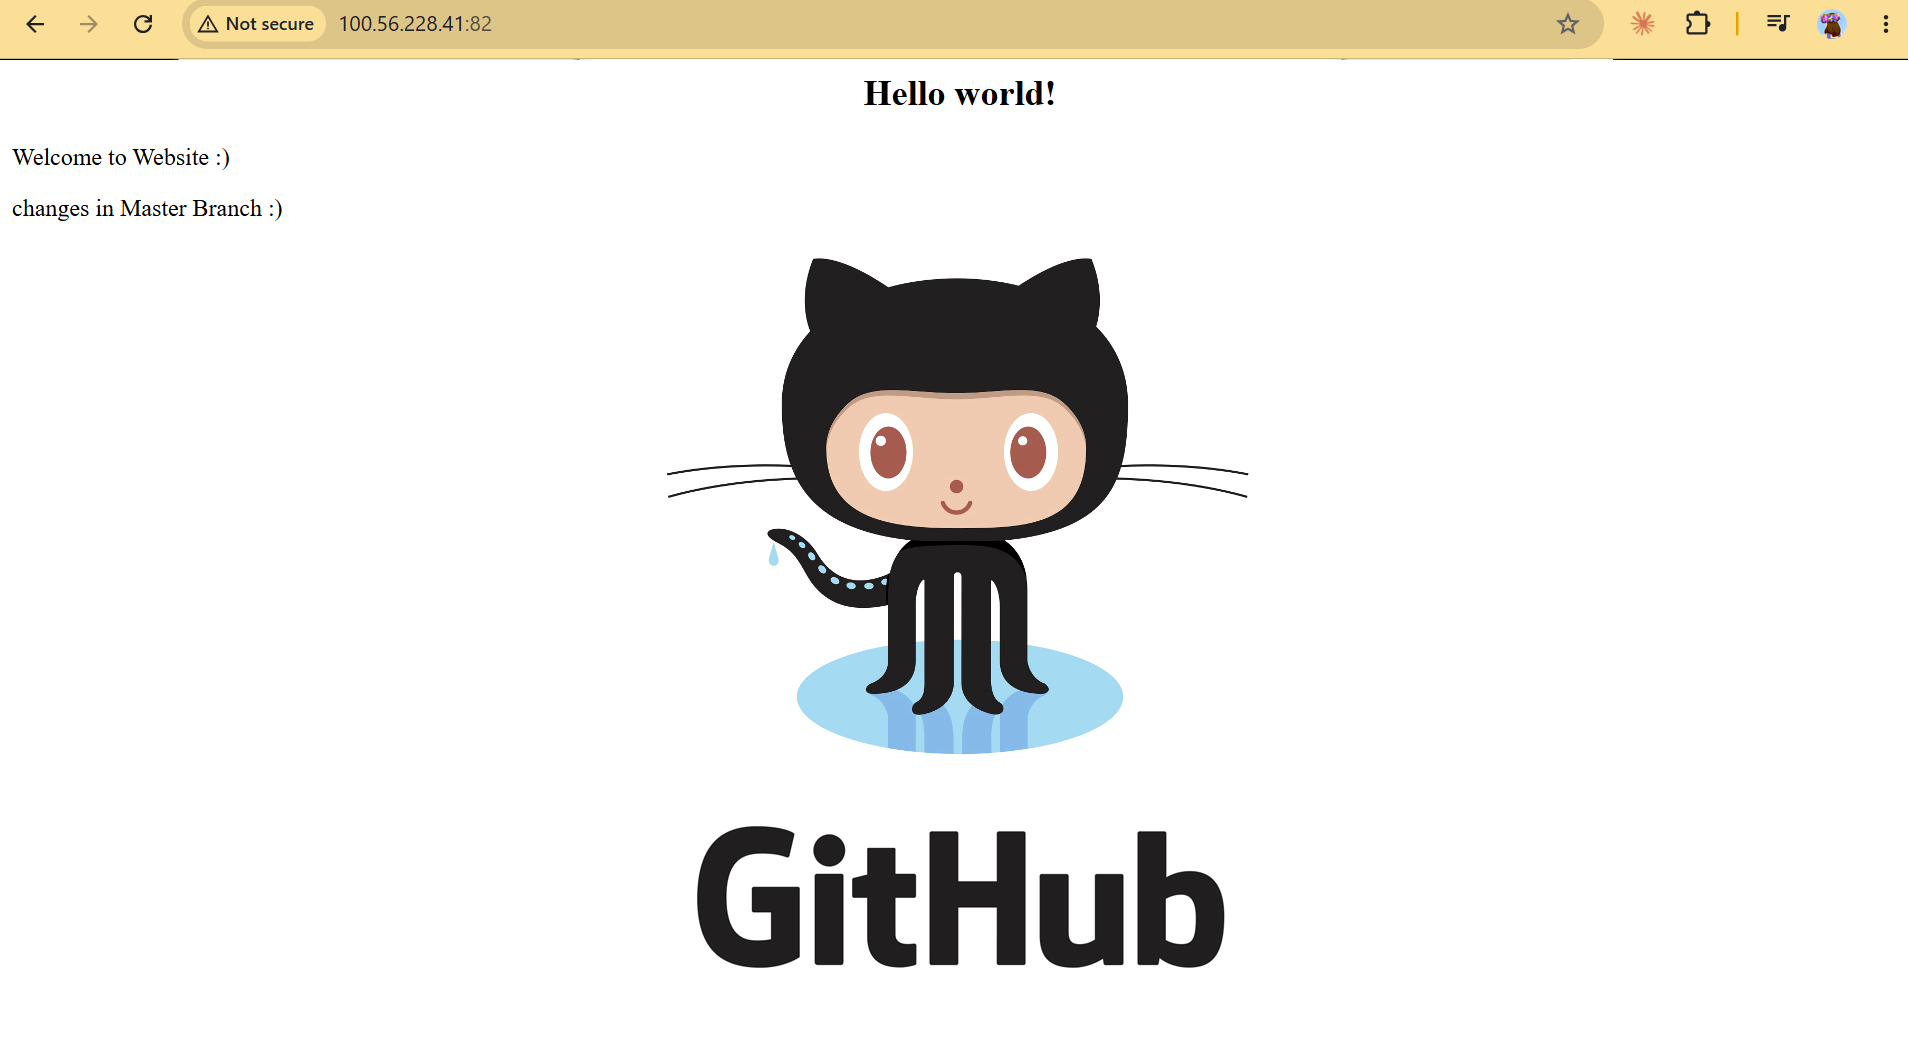 Not secure
100.56.228.41:82
Hello world!
Welcome to Website :)
changes in Master Branch :)
GitHub